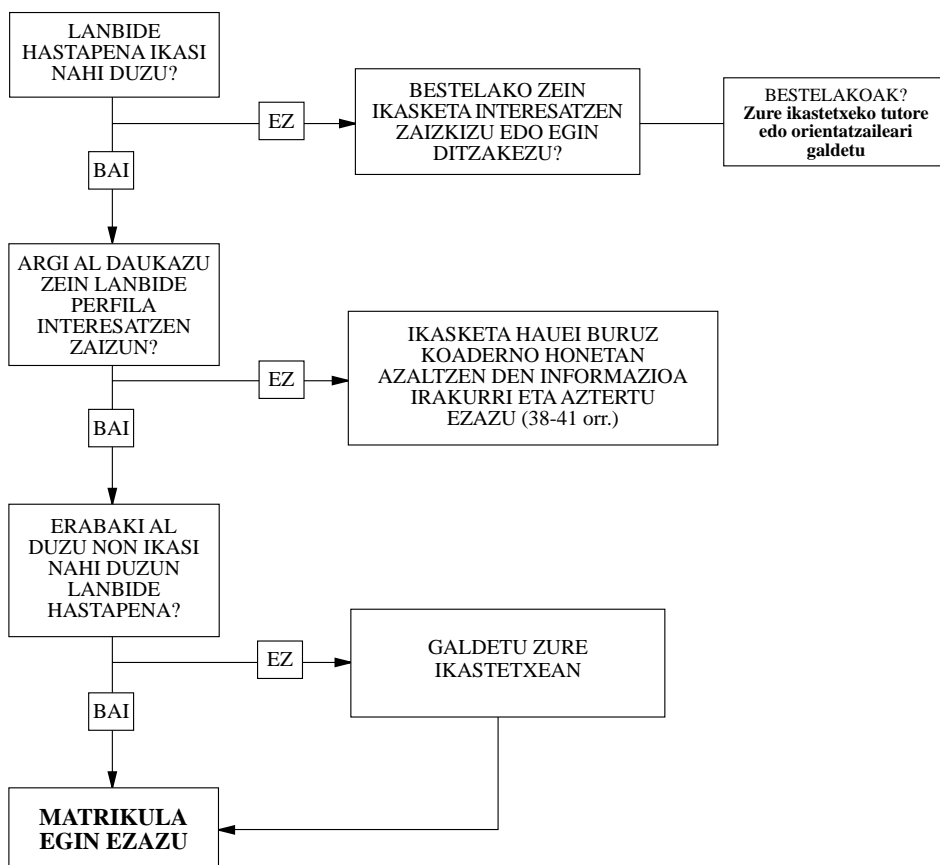 LANBIDE
HASTAPENA IKASI
NAHI DUZU?
EZ
BESTELAKO ZEIN
IKASKETA INTERESATZEN
ZAIZKIZU EDO EGIN
DITZAKEZU?
BESTELAKOAK?
Zure ikastetxeko tutore
edo orientatzaileari
galdetu
BAI
ARGI AL DAUKAZU
ZEIN LANBIDE
PERFILA
INTERESATZEN
ZAIZUN?
EZ
IKASKETA HAUEI BURUZ
KOADERNO HONETAN
AZALTZEN DEN INFORMAZIOA
IRAKURRI ETA AZTERTU
EZAZU (38-41 orr.)
BAI
ERABAKI AL
DUZU NON IKASI
NAHI DUZUN
LANBIDE
HASTAPENA?
EZ
GALDETU ZURE
IKASTETXEAN
BAI
MATRIKULA
EGIN EZAZU